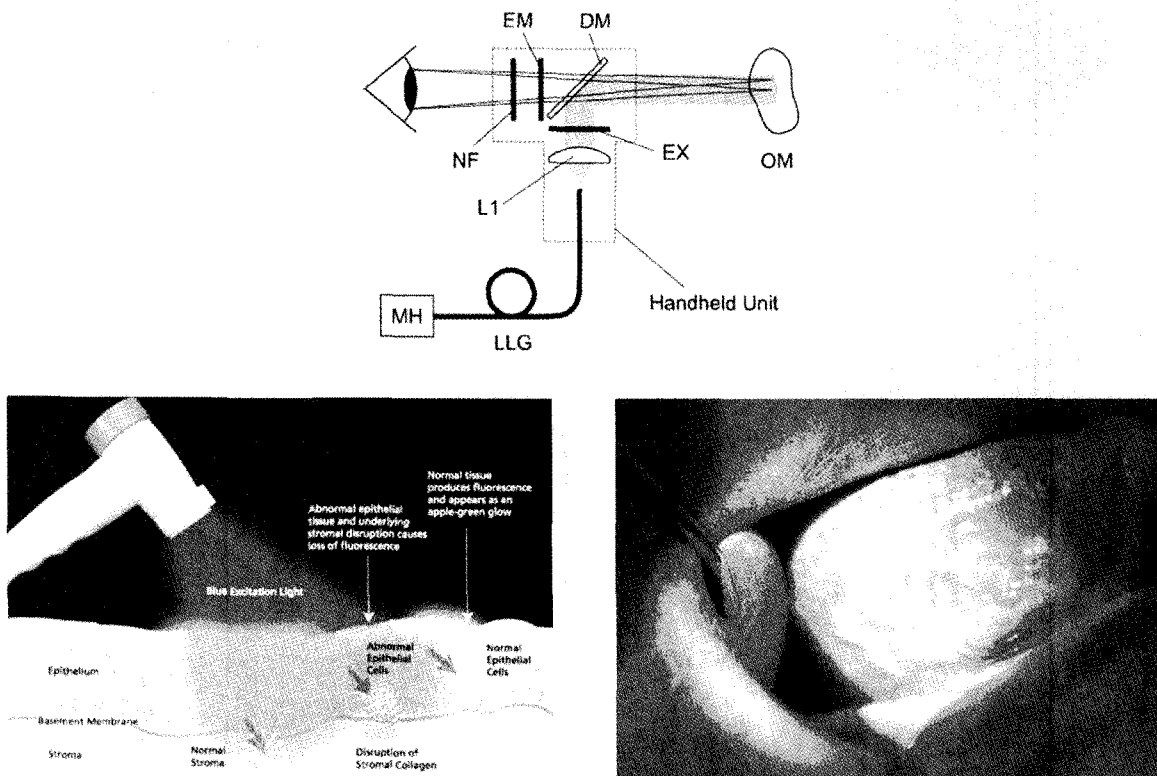 EM
DM
NF
EX
OM
L1
Handheld Unit
MH
LLG
Normal tissue
produces fluorescence
and appears as an
apple-green glow
Abnormal epithelial
tissue and underlying
stromal disruption causes
loss of fluorescence
Blue Excitation Light
Abnormal
Epithelial
Cells
Normal
Epithelial
Cells
Epithelium
Basement Membrane
Stroma
Normal
Stroma
Disruption of
Stromal Collagen